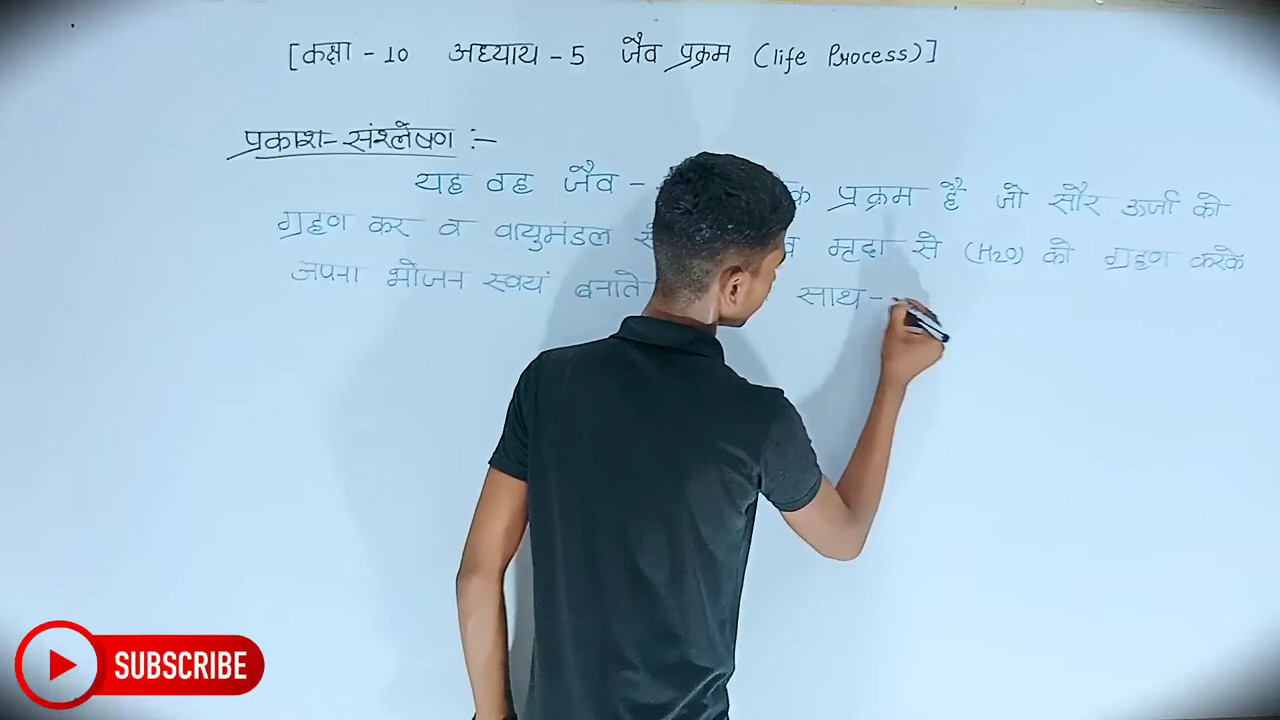 [कक्षा - 10 अध्याय - 5 जैव प्रक्रम (life Process)]
प्रकाश-संश्लेषण :-
यह वह जैव - प्रक्रम है जो सौर ऊर्जा को
ग्रहण कर व वायुमंडल मृदा से (H2O) को ग्रहण करके
अपना भोजन स्वयं बनाते साथ -
SUBSCRIBE